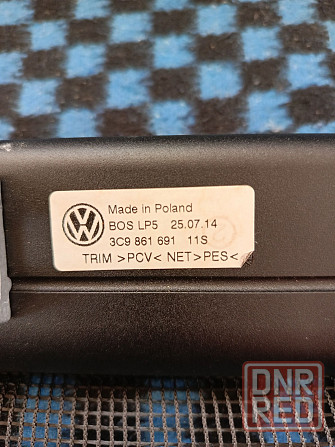 Made in Poland
BOS LP5 25.07.14
3C9 861 691 11S
TRIM >PCV< NET>PES<
DNR
RED